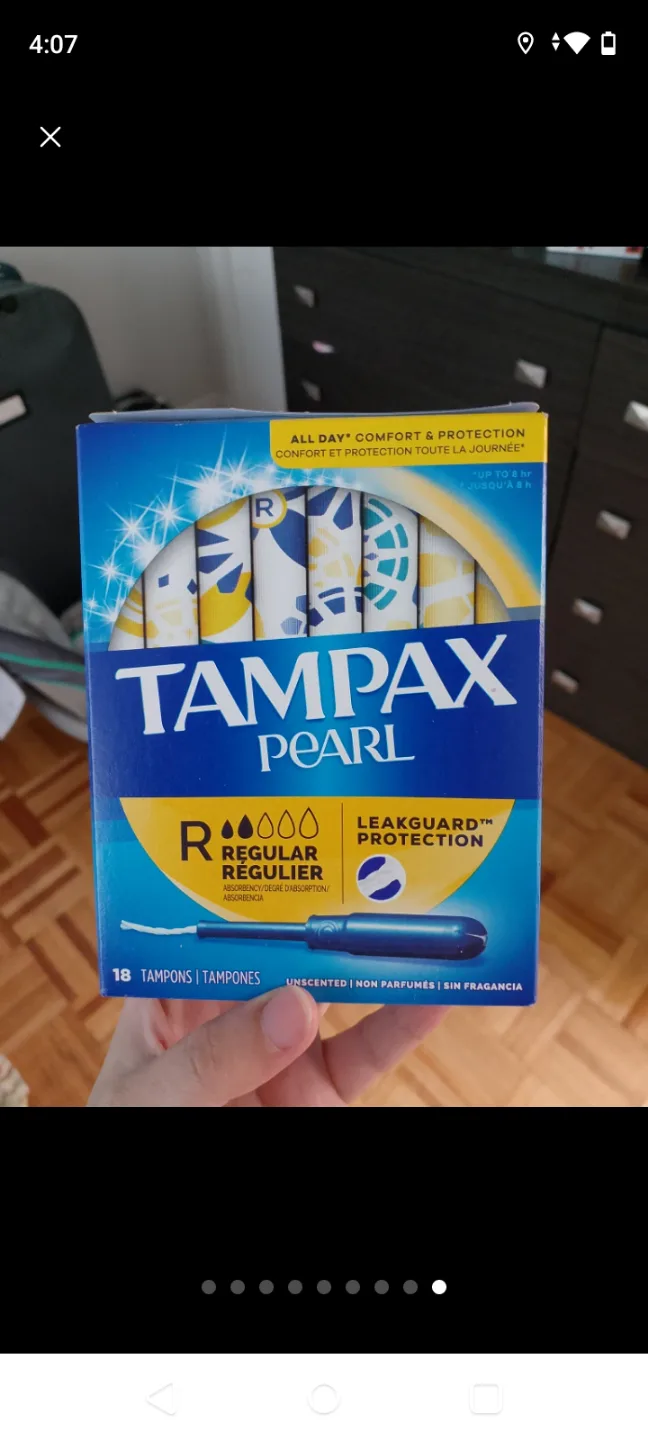 4:07
ALL DAY* COMFORT & PROTECTION
CONFORT ET PROTECTION TOUTE LA JOURNÉE*
*UP TO 8 hr
* JUSQU'À 8 h
R
TAMPAX
PEARL
R
REGULAR
RÉGULIER
ABSORBENCY/DEGRÉ D'ABSORPTION/
ABSORBENCIA
LEAKGUARD™
PROTECTION
18 TAMPONS | TAMPONES
UNSCENTED | NON PARFUMÉS | SIN FRAGANCIA